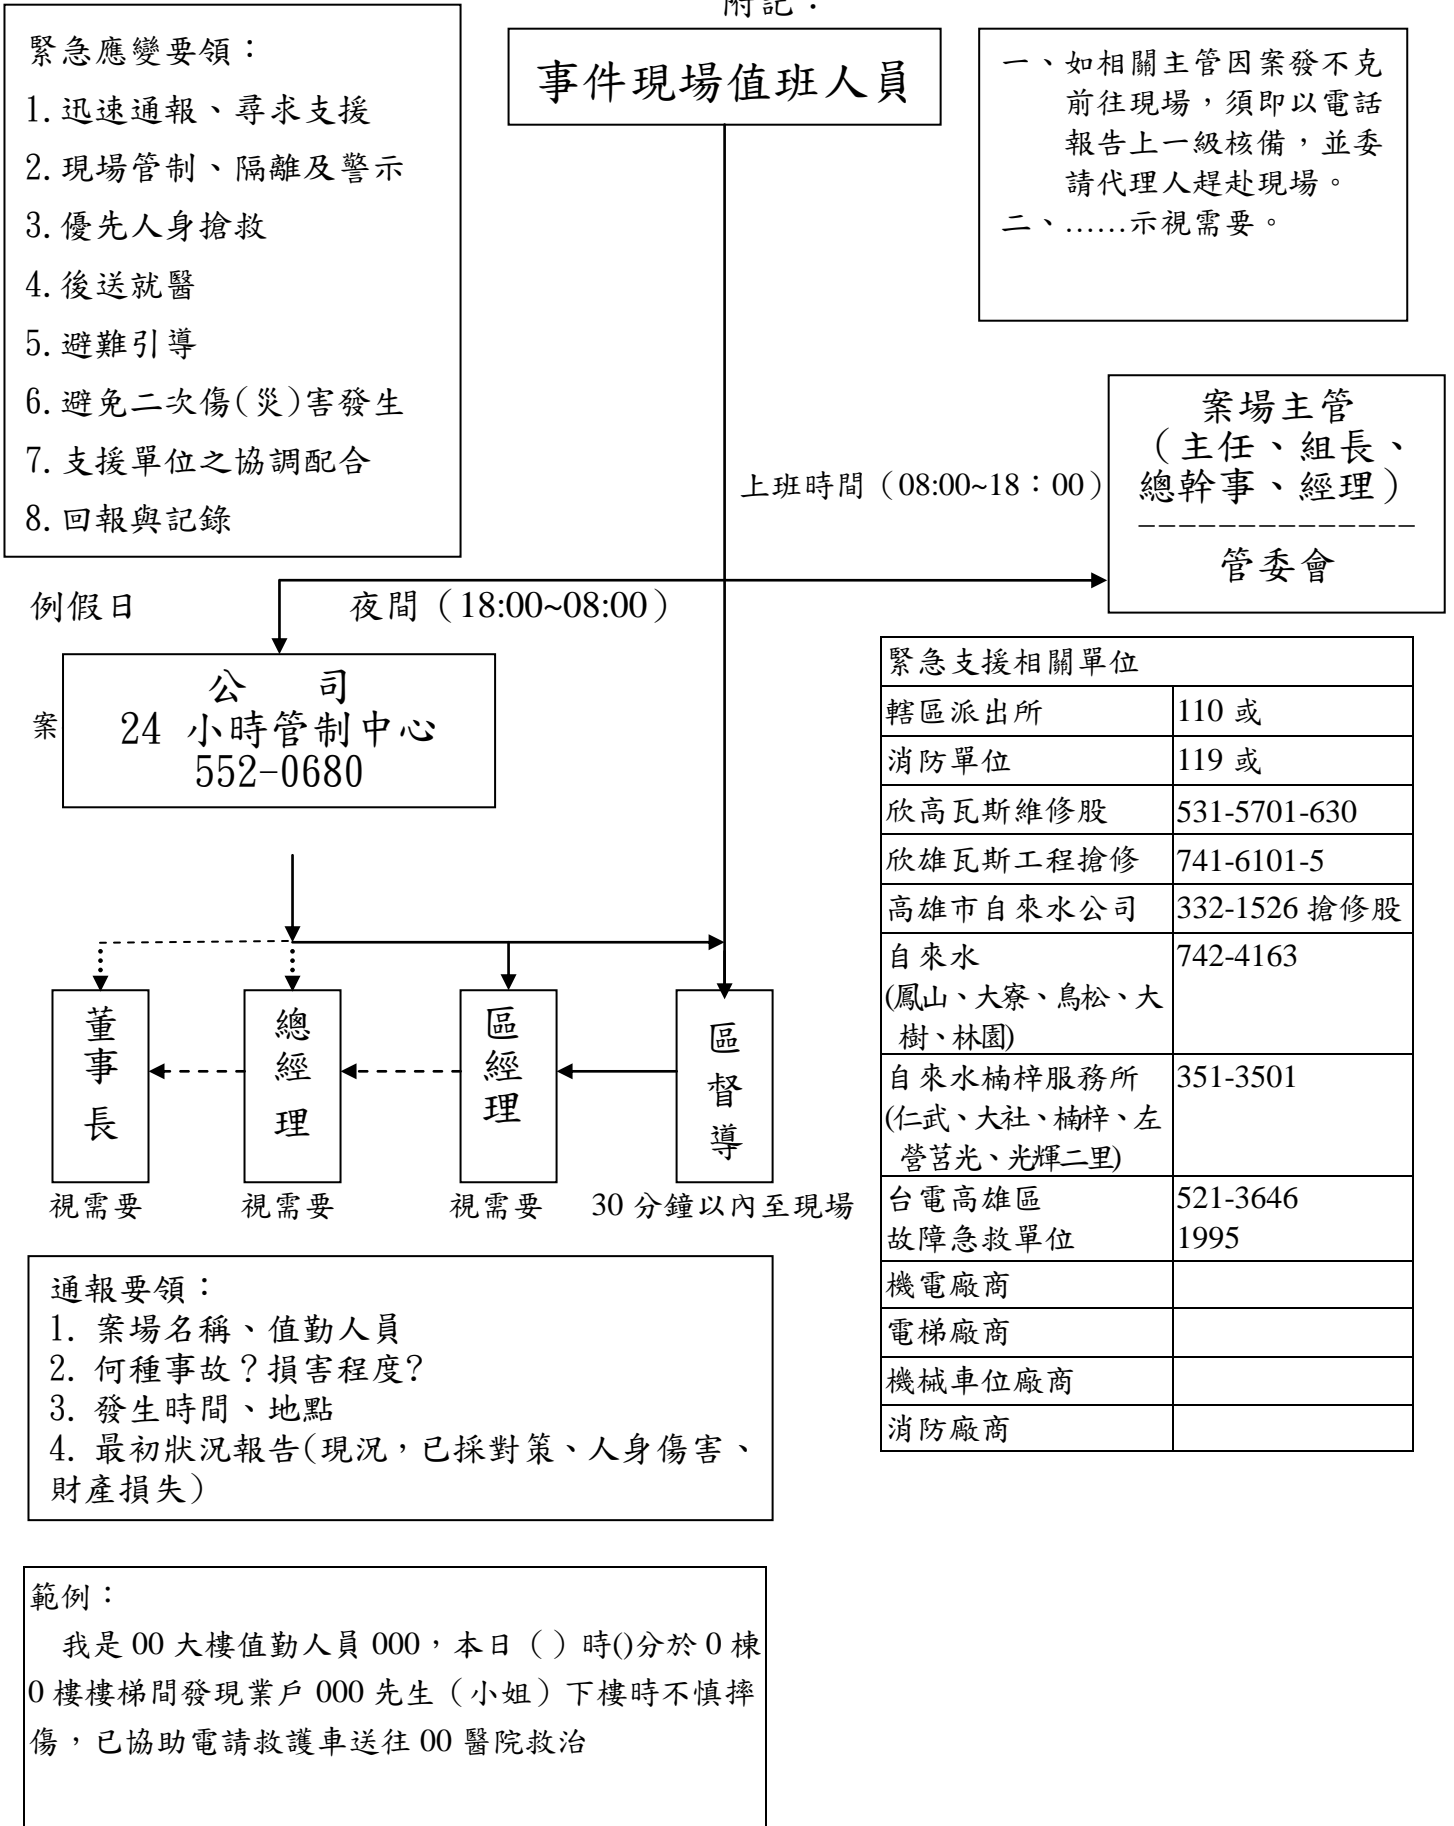 附記：
緊急應變要領：
1.迅速通報、尋求支援
2.現場管制、隔離及警示
3.優先人身搶救
4.後送就醫
5.避難引導
6.避免二次傷(災)害發生
7.支援單位之協調配合
8.回報與記錄
事件現場值班人員
一、如相關主管因案發不克
前往現場，須即以電話
報告上一級核備，並委
請代理人趕赴現場。
二、……示視需要。
案場主管
（主任、組長、
總幹事、經理）
--------------
管委會
上班時間（08:00~18：00）
例假日
夜間（18:00~08:00）
案
公 司
24 小時管制中心
552-0680
董事長
總經理
區經理
區督導
視需要
視需要
視需要
30 分鐘以內至現場
緊急支援相關單位
轄區派出所 110 或
消防單位 119 或
欣高瓦斯維修股 531-5701-630
欣雄瓦斯工程搶修 741-6101-5
高雄市自來水公司 332-1526 搶修股
自來水 742-4163
(鳳山、大寮、鳥松、大
樹、林園)
自來水楠梓服務所 351-3501
(仁武、大社、楠梓、左
營莒光、光輝二里)
台電高雄區 521-3646
故障急救單位 1995
機電廠商
電梯廠商
機械車位廠商
消防廠商
通報要領：
1. 案場名稱、值勤人員
2. 何種事故？損害程度?
3. 發生時間、地點
4. 最初狀況報告(現況，已採對策、人身傷害、
財產損失)
範例：
我是 00 大樓值勤人員 000，本日（ ）時()分於 0 棟
0 樓樓梯間發現業戶 000 先生（小姐）下樓時不慎摔
傷，已協助電請救護車送往 00 醫院救治